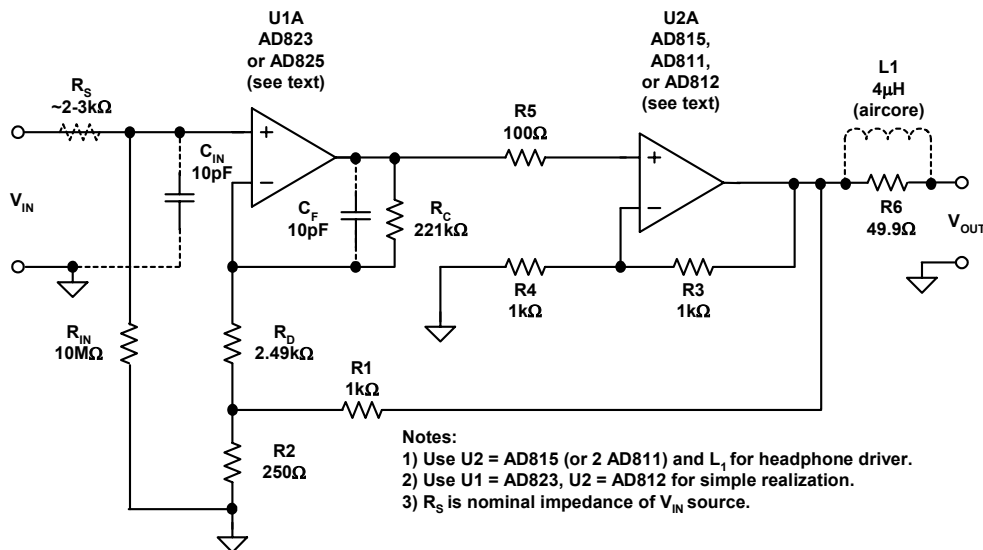 U1A
AD823
or AD825
(see text)
U2A
AD815,
AD811,
or AD812
(see text)
L1
4µH
(aircore)
RS
~2-3kΩ
R5
100Ω
+
−
+
−
CIN
10pF
CF
10pF
RC
221kΩ
R6
49.9Ω
VIN
VOUT
R4
1kΩ
R3
1kΩ
RIN
10MΩ
RD
2.49kΩ
R1
1kΩ
R2
250Ω
Notes:
1) Use U2 = AD815 (or 2 AD811) and L1 for headphone driver.
2) Use U1 = AD823, U2 = AD812 for simple realization.
3) RS is nominal impedance of VIN source.